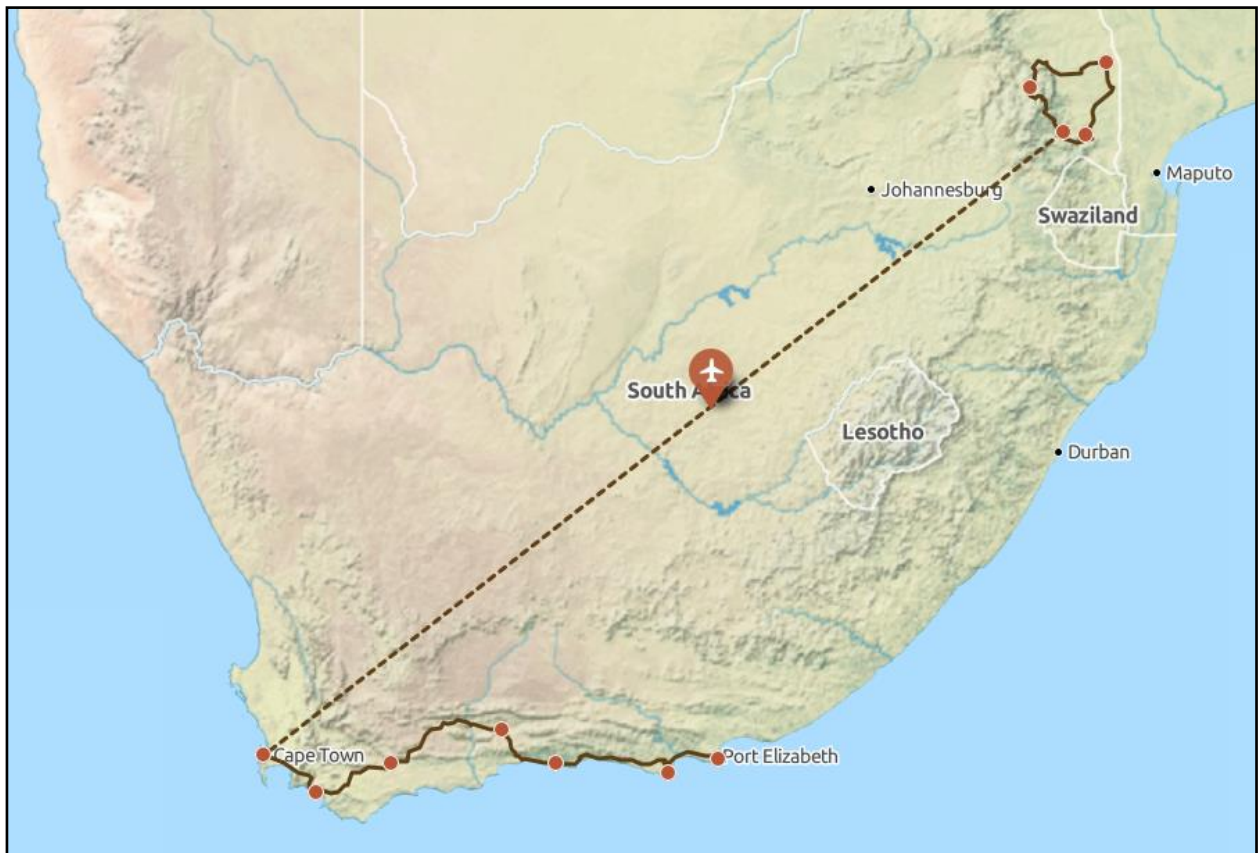 Johannesburg
Maputo
Swaziland
South Africa
Lesotho
Durban
Cape Town
Port Elizabeth